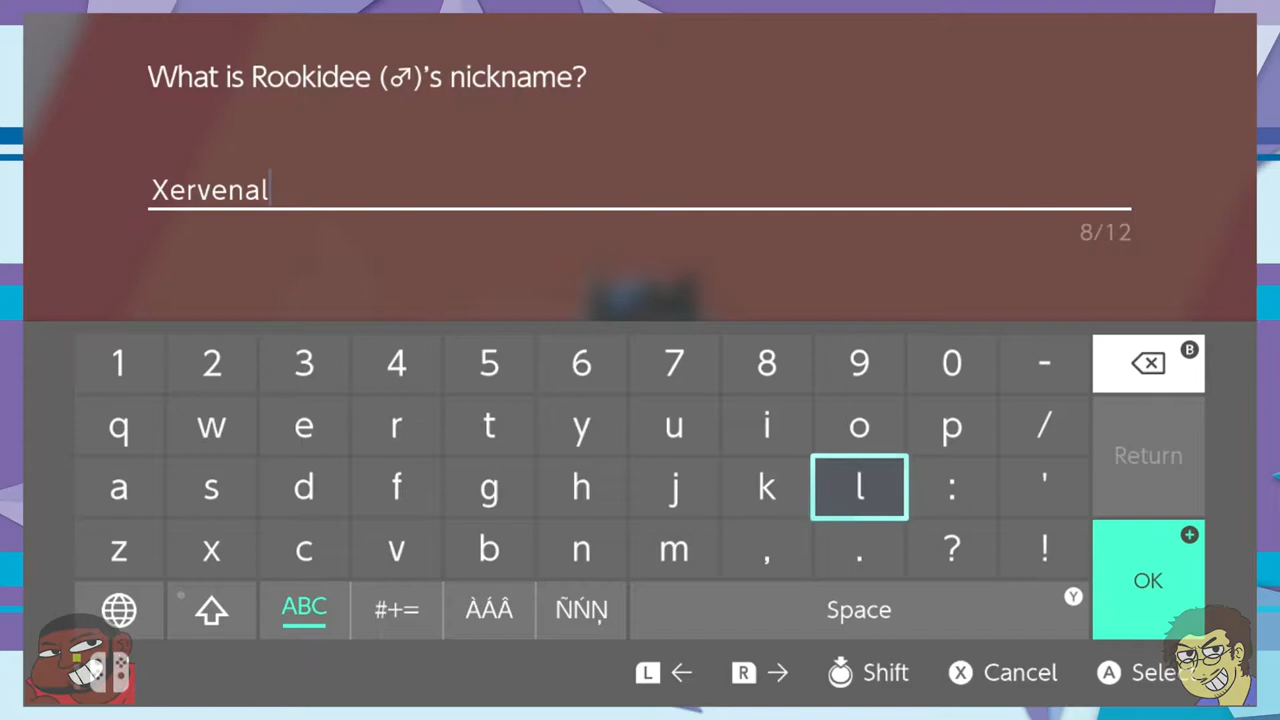 What is Rookidee (♂)'s nickname?
Xervenal
8/12
1 2 3 4 5 6 7 8 9 0 - B
q w e r t y u i o p / Return
a s d f g h j k l : '
z x c v b n m , . ? ! + OK
ABC #+= ÀÁÂ ÑŃŅ Space Y
L ← R → Shift X Cancel A Selec